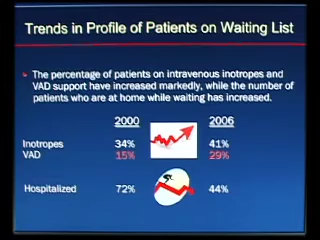 Trends in Profile of Patients on Waiting List
The percentage of patients on intravenous inotropes and
VAD support have increased markedly, while the number of
patients who are at home while waiting has increased.
2000 2006
Inotropes 34% 41%
VAD 15% 29%
Hospitalized 72% 44%